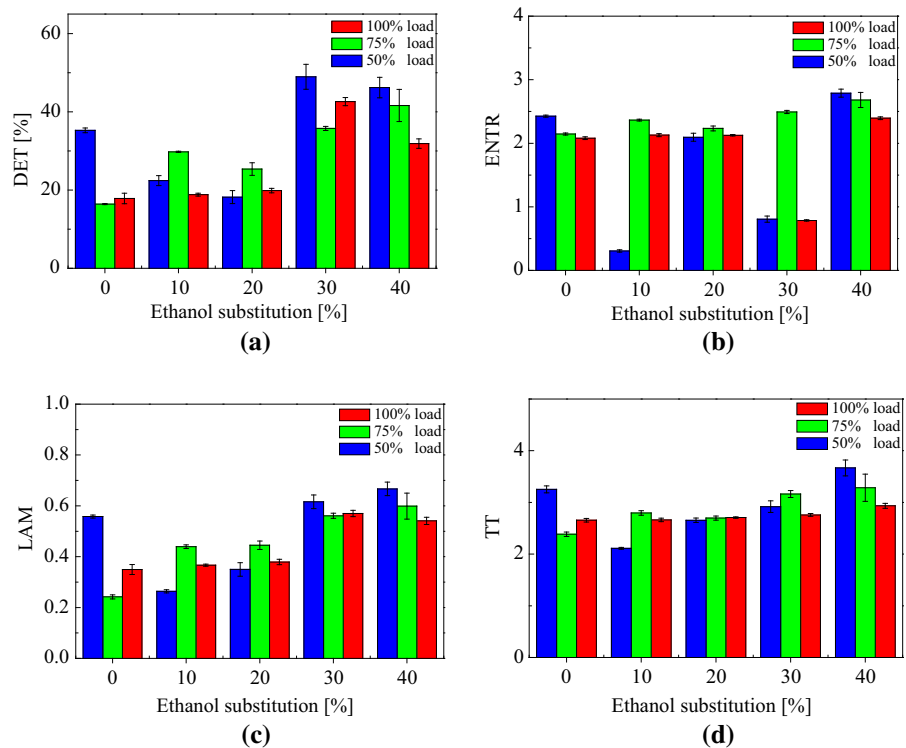 100% load
75% load
50% load
DET [%]
60
40
20
0
0 10 20 30 40
Ethanol substitution [%]
(a)
100% load
75% load
50% load
ENTR
4
3
2
1
0
0 10 20 30 40
Ethanol substitution [%]
(b)
100% load
75% load
50% load
LAM
1.0
0.8
0.6
0.4
0.2
0.0
0 10 20 30 40
Ethanol substitution [%]
(c)
100% load
75% load
50% load
TT
4
2
0
0 10 20 30 40
Ethanol substitution [%]
(d)